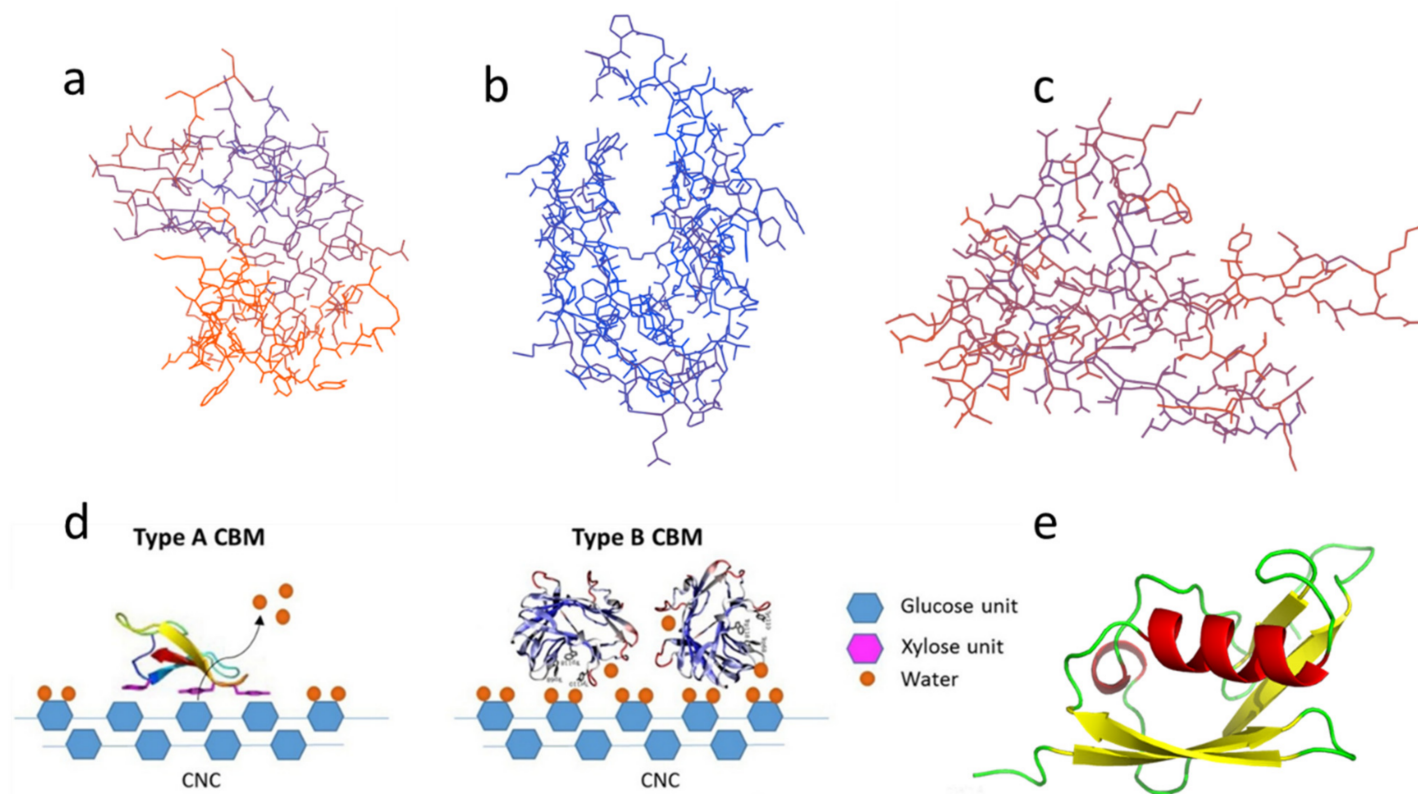 a
b
c
d
Type A CBM
CNC
Type B CBM
CNC
Glucose unit
Xylose unit
Water
e